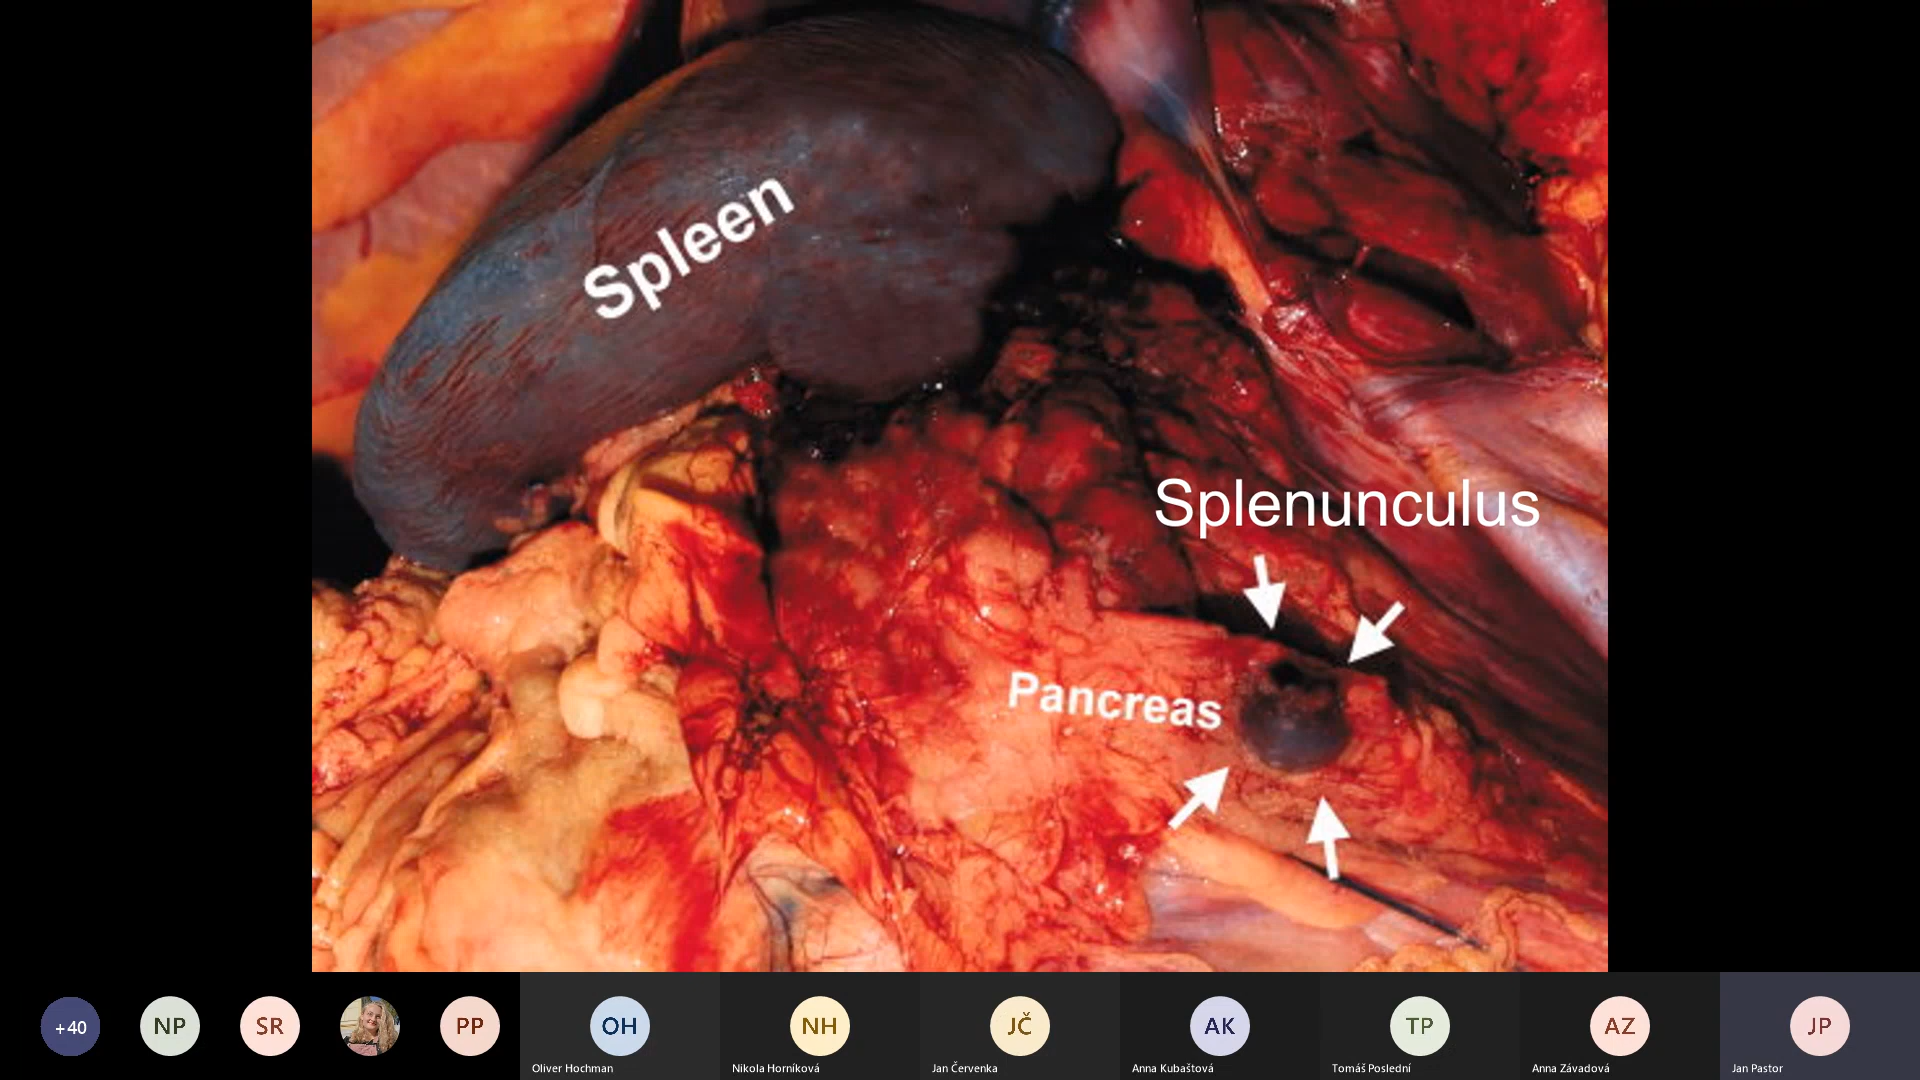 Spleen
Splenunculus
Pancreas
+40
NP
SR
PP
OH
NH
JČ
AK
TP
AZ
JP
Oliver Hochman
Nikola Horníková
Jan Červenka
Anna Kubaštová
Tomáš Poslední
Anna Závadová
Jan Pastor